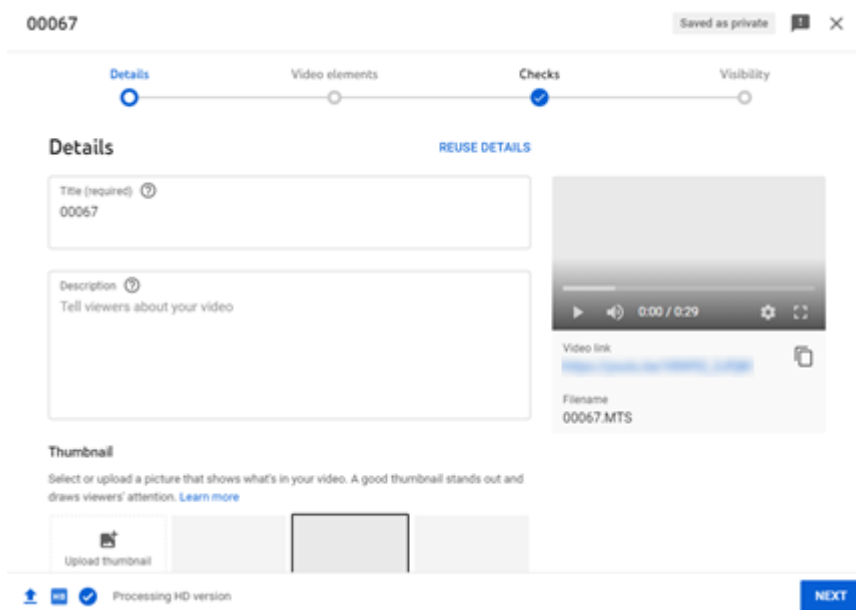 00067
Saved as private
Details
Video elements
Checks
Visibility
Details
REUSE DETAILS
Title (required)
00067
Description
Tell viewers about your video
0:00 / 0:29
Video link
Filename
00067.MTS
Thumbnail
Select or upload a picture that shows what's in your video. A good thumbnail stands out and
draws viewers' attention. Learn more
Upload thumbnail
HD
Processing HD version
NEXT